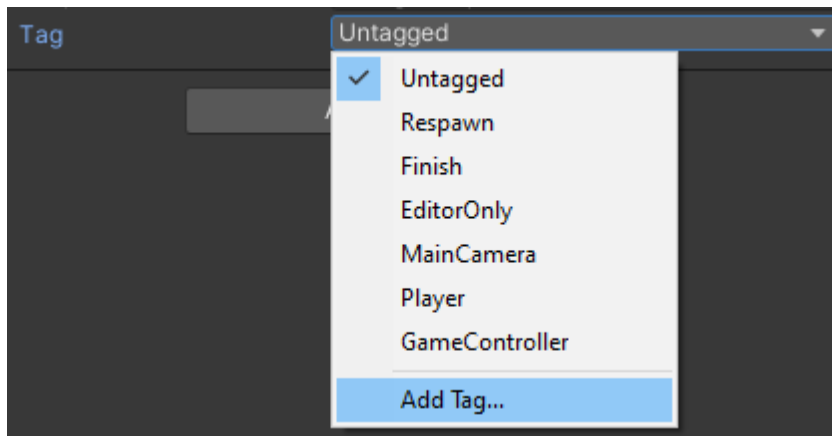 Tag
Untagged
Untagged
Respawn
Finish
EditorOnly
MainCamera
Player
GameController
Add Tag...